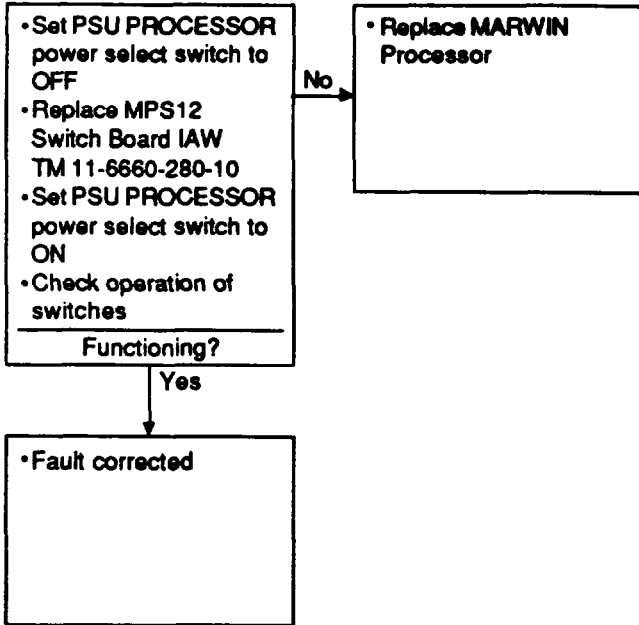 •Set PSU PROCESSOR
power select switch to
OFF
•Replace MPS12
Switch Board IAW
TM 11-6660-280-10
•Set PSU PROCESSOR
power select switch to
ON
•Check operation of
switches
Functioning?
No
• Replace MARWIN
Processor
Yes
•Fault corrected